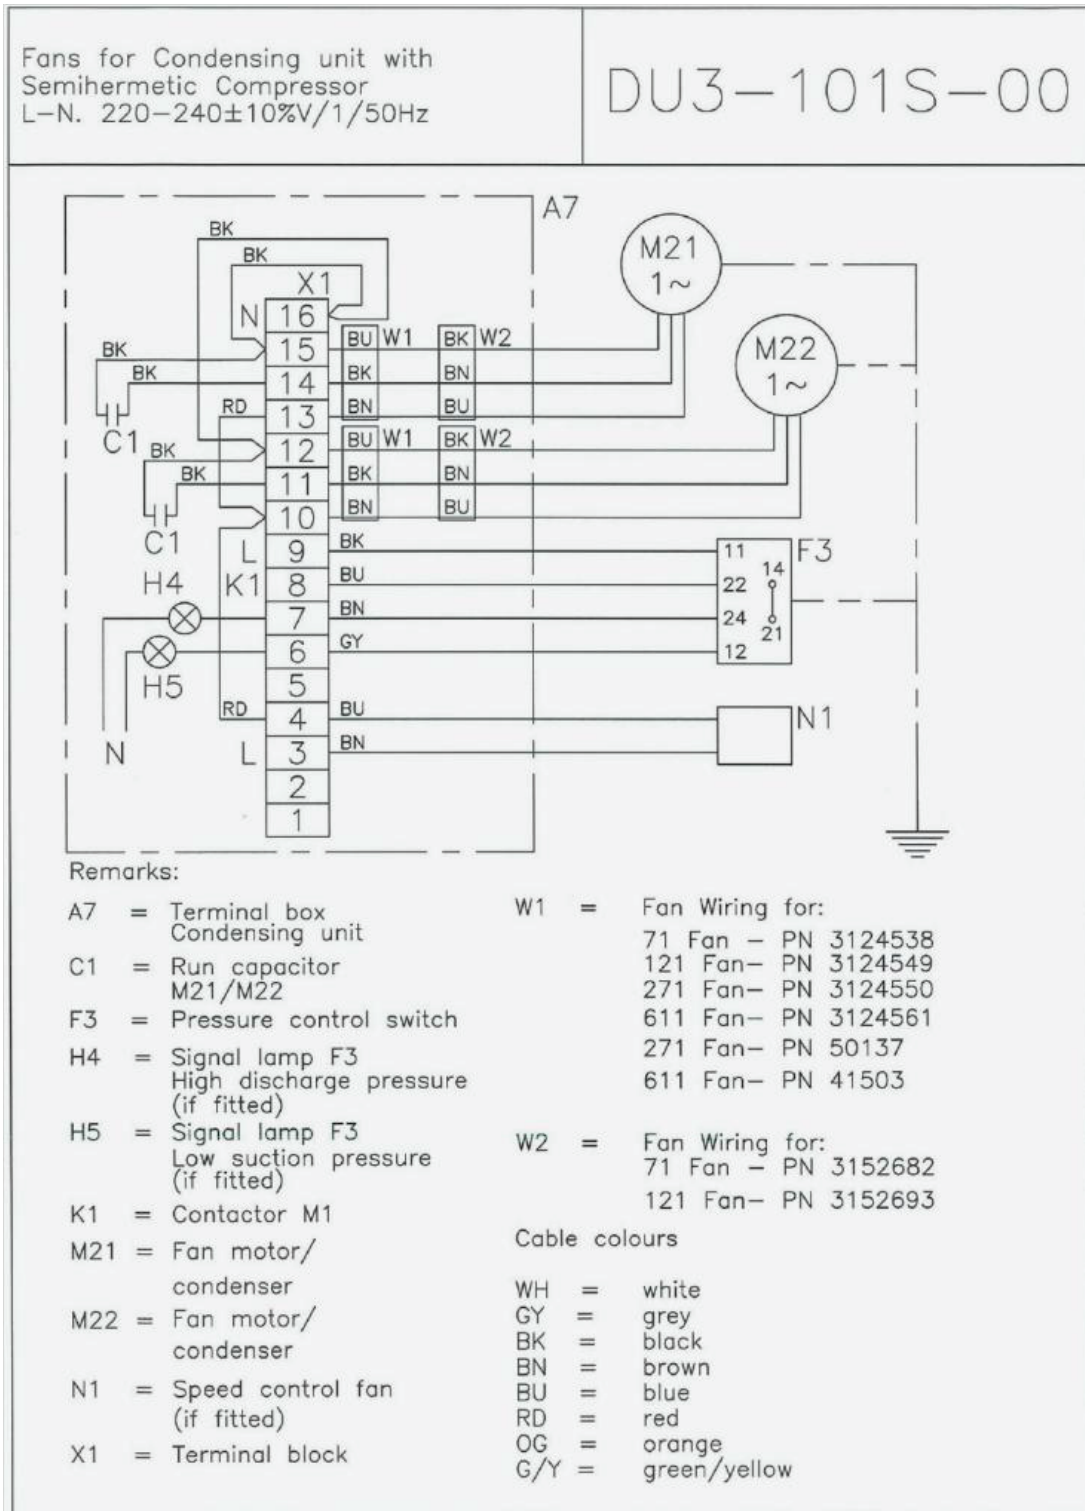 Fans for Condensing unit with
Semihermetic Compressor
L-N. 220-240±10%V/1/50Hz
DU3-101S-00
A7
BK
BK
X1
N 16
15
14
13
12
11
10
L 9
K1 8
7
6
5
4
L 3
2
1
BK
BK
C1
RD
BK
BK
C1
H4
H5
RD
N
BU W1 BK W2
BK BN
BN BU
BU W1 BK W2
BK BN
BN BU
BK
BU
BN
GY
BU
BN
M21
1~
M22
1~
F3
11
22
24
12
14
21
N1
Remarks:
A7 = Terminal box
Condensing unit
C1 = Run capacitor
M21/M22
F3 = Pressure control switch
H4 = Signal lamp F3
High discharge pressure
(if fitted)
H5 = Signal lamp F3
Low suction pressure
(if fitted)
K1 = Contactor M1
M21 = Fan motor/
condenser
M22 = Fan motor/
condenser
N1 = Speed control fan
(if fitted)
X1 = Terminal block
W1 = Fan Wiring for:
71 Fan - PN 3124538
121 Fan- PN 3124549
271 Fan- PN 3124550
611 Fan- PN 3124561
271 Fan- PN 50137
611 Fan- PN 41503
W2 = Fan Wiring for:
71 Fan - PN 3152682
121 Fan- PN 3152693
Cable colours
WH = white
GY = grey
BK = black
BN = brown
BU = blue
RD = red
OG = orange
G/Y = green/yellow